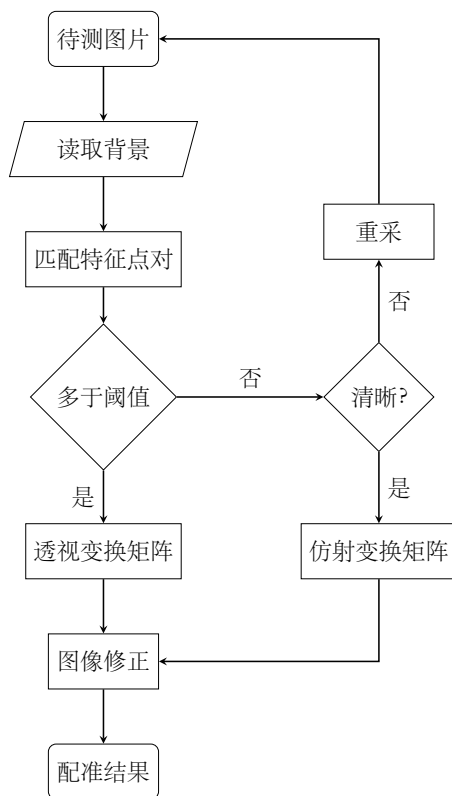 待测图片
读取背景
匹配特征点对
重采
否
多于阈值
否
清晰?
是
是
透视变换矩阵
仿射变换矩阵
图像修正
配准结果